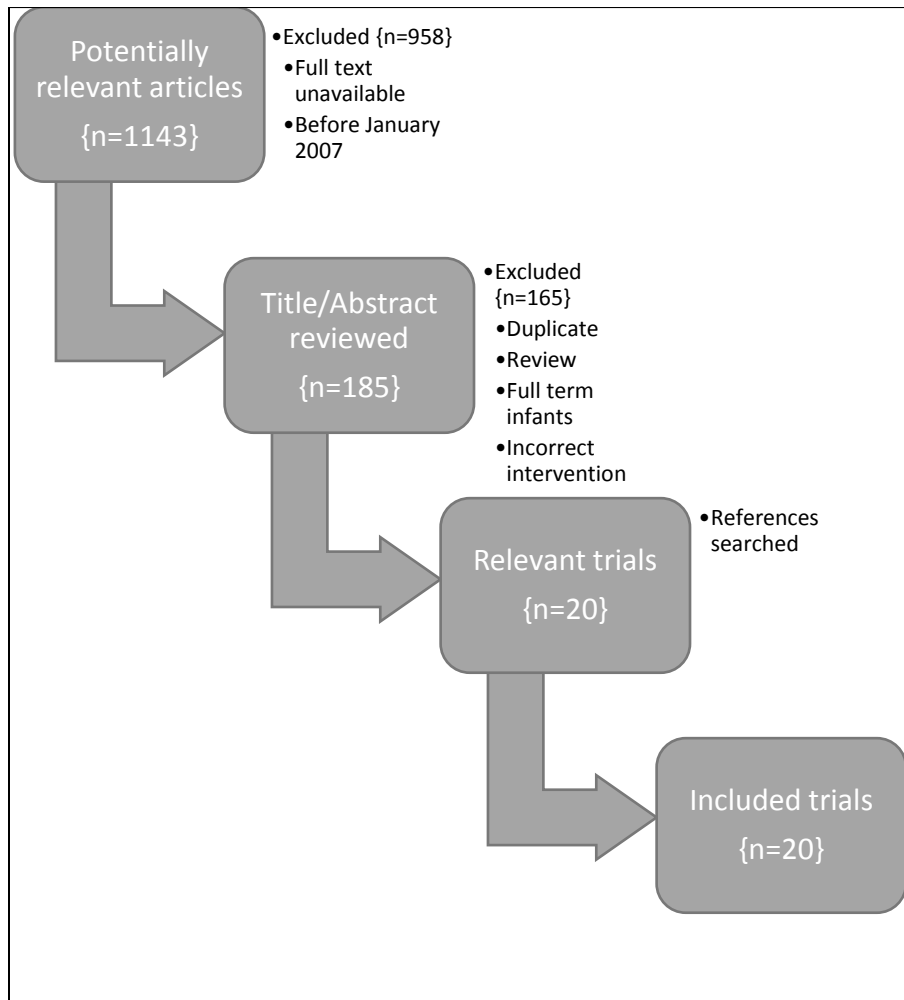 Potentially
relevant articles
{n=1143}
•Excluded {n=958}
•Full text
unavailable
•Before January
2007
Title/Abstract
reviewed
{n=185}
•Excluded
{n=165}
•Duplicate
•Review
•Full term
infants
•Incorrect
intervention
Relevant trials
{n=20}
•References
searched
Included trials
{n=20}